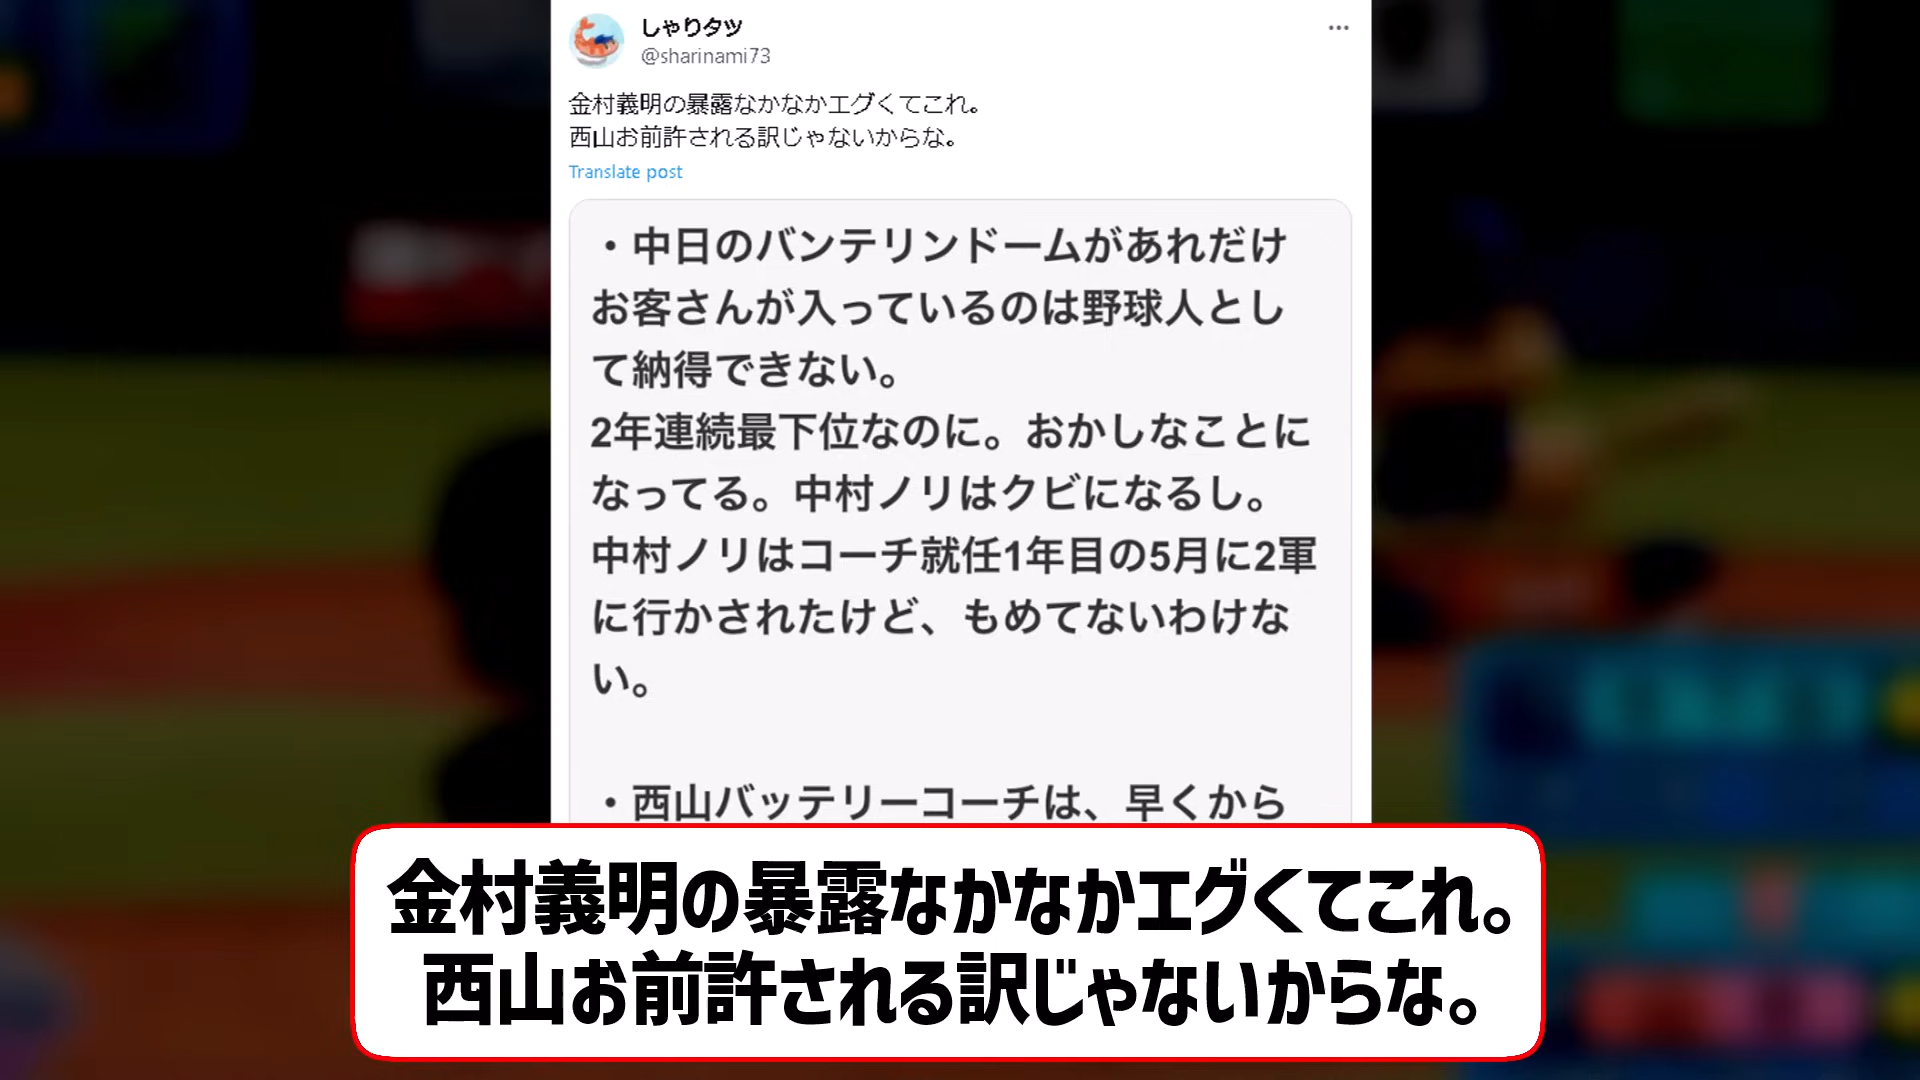 しゃりタツ
@sharinami73
金村義明の暴露なかなかエグくてこれ。
西山お前許される訳じゃないからな。
Translate post
・中日のバンテリンドームがあれだけ
お客さんが入っているのは野球人とし
て納得できない。
2年連続最下位なのに。おかしなことに
なってる。中村ノリはクビになるし。
中村ノリはコーチ就任1年目の5月に2軍
に行かされたけど、もめてないわけな
い。
・西山バッテリーコーチは、早くから
金村義明の暴露なかなかエグくてこれ。
西山お前許される訳じゃないからな。